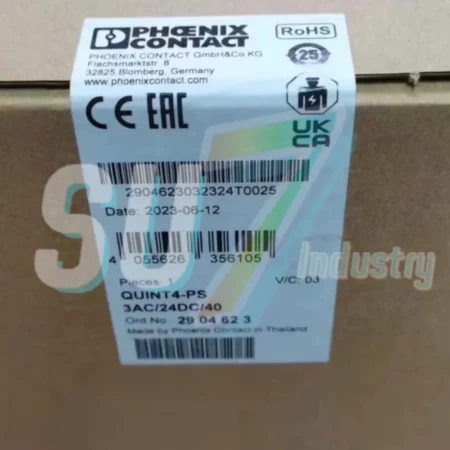 PHŒNIX
CONTACT
RoHS
PHOENIX CONTACT GmbH&Co.KG
Flachsmarktstr. 8
32825 Blomberg, Germany
www.phoenixcontact.com
25
CE EAC
UK
CA
2904623032324T0025
Date: 2023-06-12
4 055626 356105
Pieces: 1
V/C: 03
QUINT4-PS
3AC/24DC/40
Ord No.: 29 04 62 3
Made by Phoenix Contact in Thailand
SU7
Industry